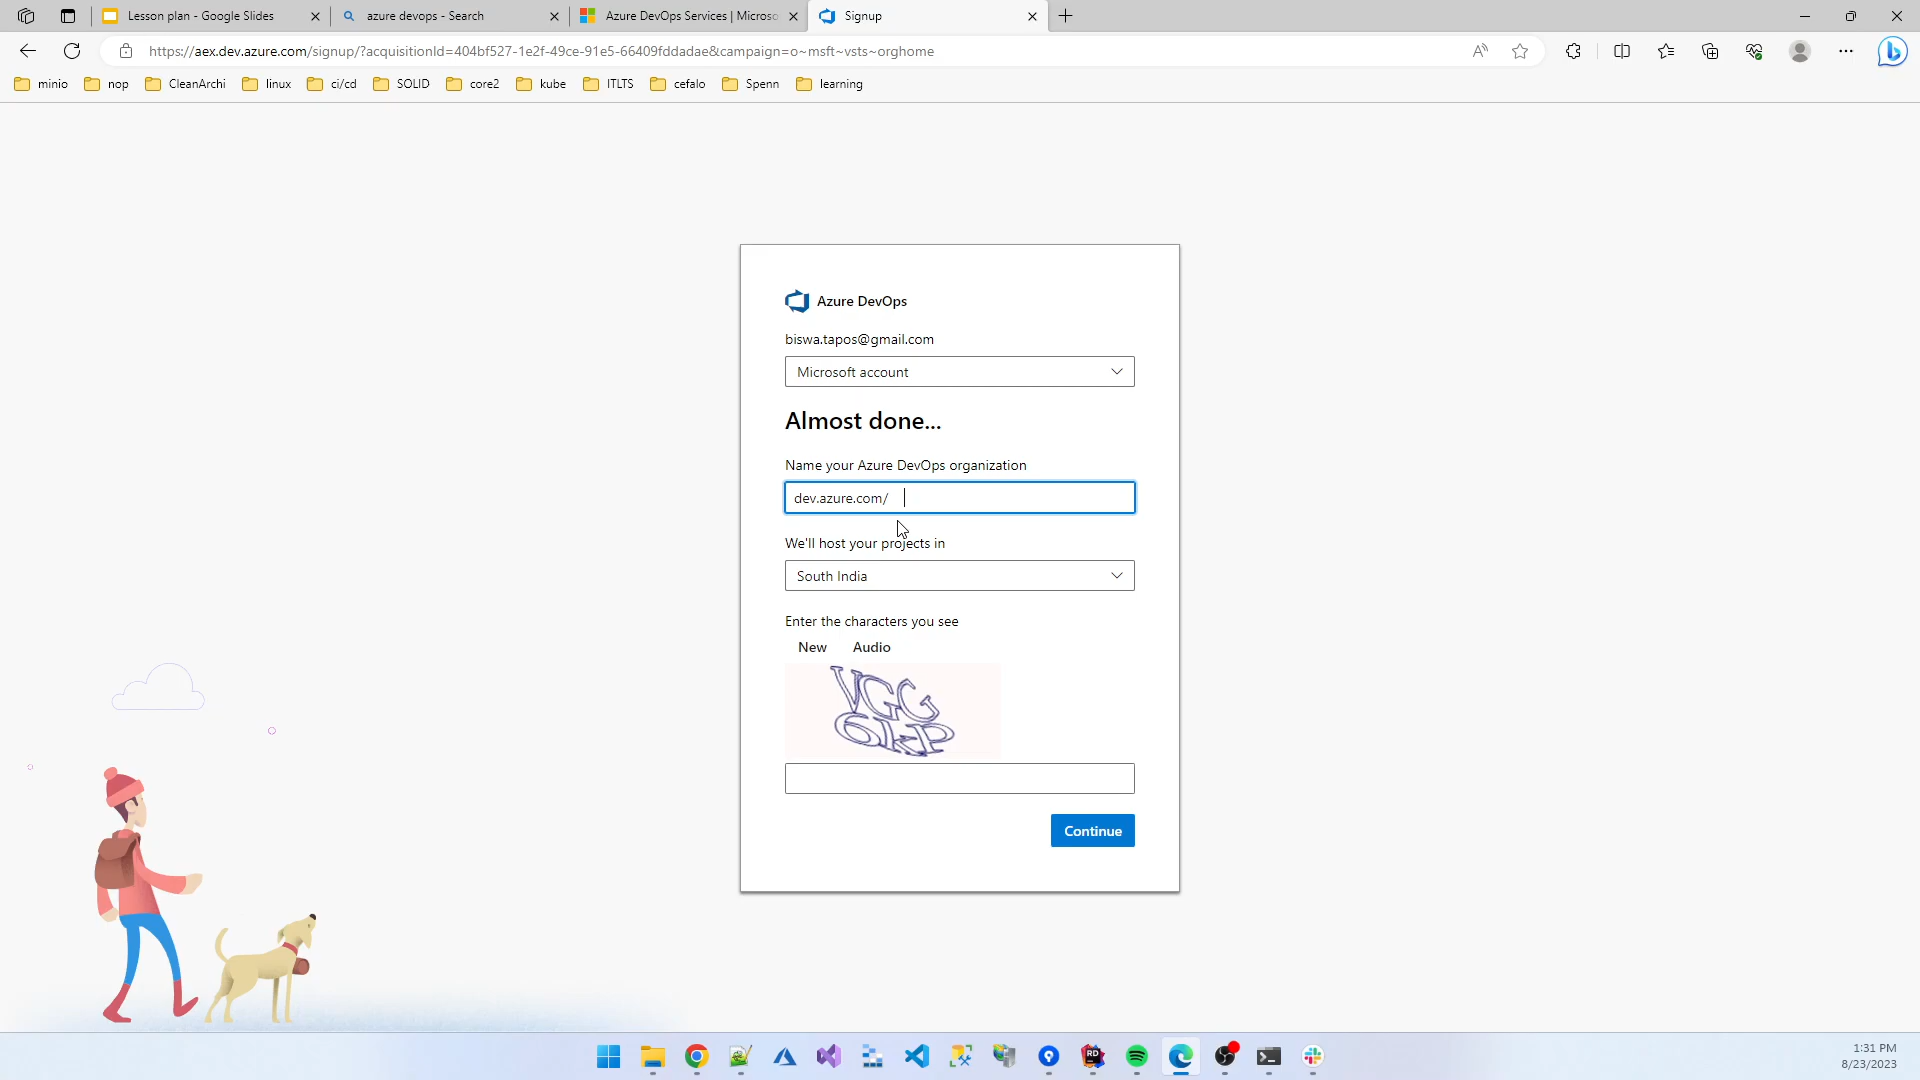 Lesson plan - Google Slides
azure devops - Search
Azure DevOps Services | Microso
Signup
https://aex.dev.azure.com/signup/?acquisitionId=404bf527-1e2f-49ce-91e5-66409fddadae&campaign=o~msft~vsts~orghome
minio nop CleanArchi linux ci/cd SOLID core2 kube ITLTS cefalo Spenn learning
Azure DevOps
biswa.tapos@gmail.com
Microsoft account
Almost done...
Name your Azure DevOps organization
dev.azure.com/
We'll host your projects in
South India
Enter the characters you see
New Audio
VGG
6kP
Continue
RD
1:31 PM
8/23/2023